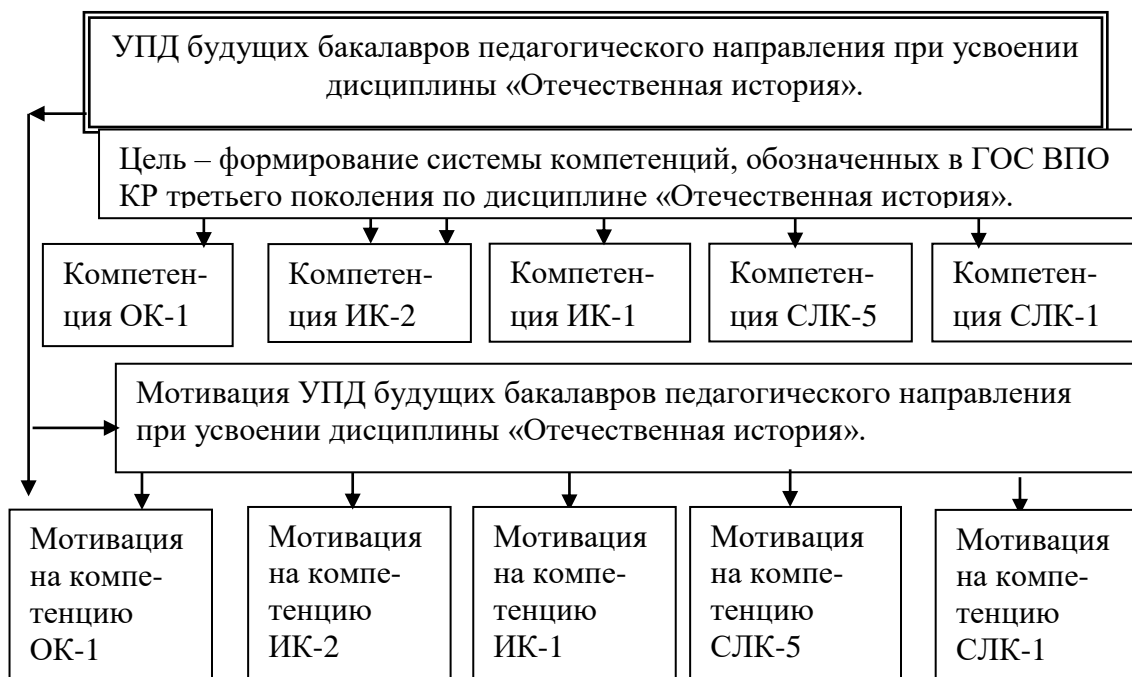 УПД будущих бакалавров педагогического направления при усвоении
дисциплины «Отечественная история».
Цель – формирование системы компетенций, обозначенных в ГОС ВПО
КР третьего поколения по дисциплине «Отечественная история».
Компетен-
ция ОК-1
Компетен-
ция ИК-2
Компетен-
ция ИК-1
Компетен-
ция СЛК-5
Компетен-
ция СЛК-1
Мотивация УПД будущих бакалавров педагогического направления
при усвоении дисциплины «Отечественная история».
Мотивация
на компе-
тенцию
ОК-1
Мотивация
на компе-
тенцию
ИК-2
Мотивация
на компе-
тенцию
ИК-1
Мотивация
на компе-
тенцию
СЛК-5
Мотивация
на компе-
тенцию
СЛК-1